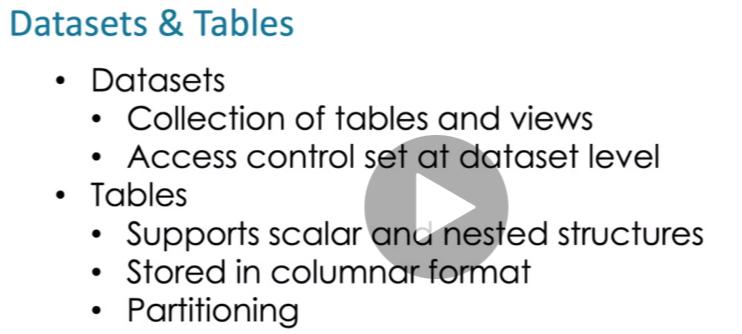 Datasets & Tables
• Datasets
• Collection of tables and views
• Access control set at dataset level
• Tables
• Supports scalar and nested structures
• Stored in columnar format
• Partitioning